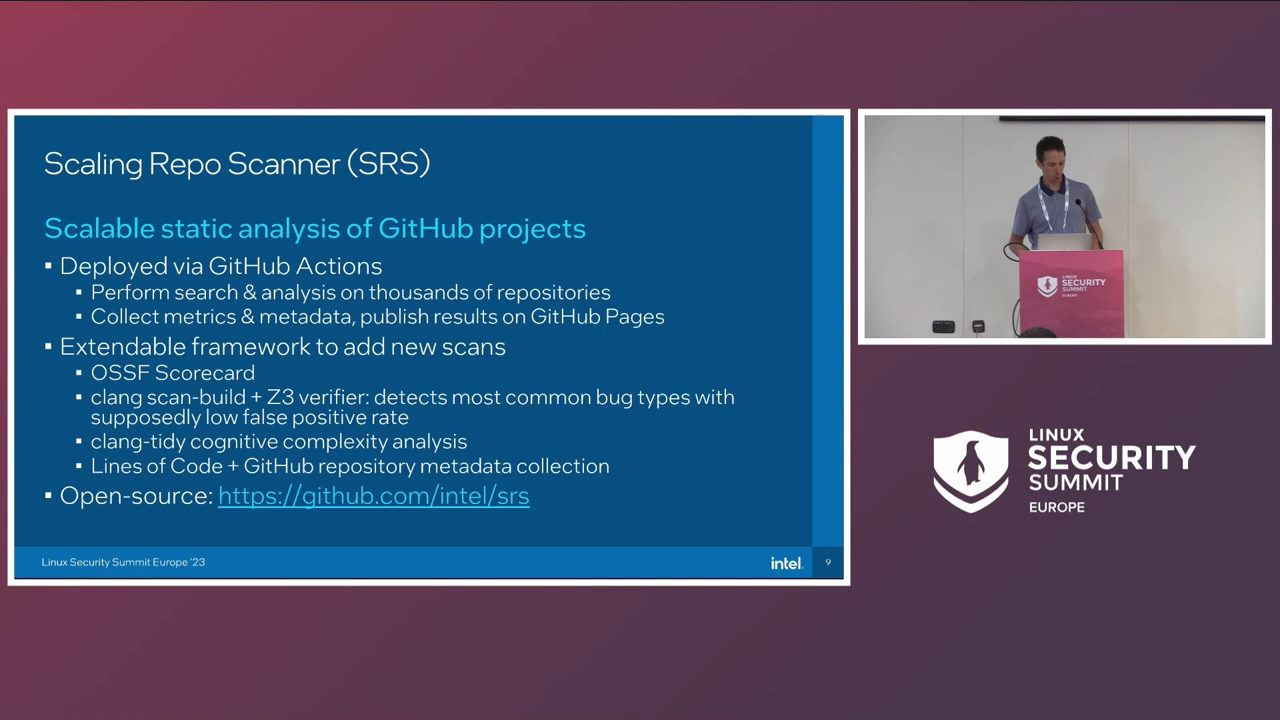 Scaling Repo Scanner (SRS)
Scalable static analysis of GitHub projects
▪ Deployed via GitHub Actions
▪ Perform search & analysis on thousands of repositories
▪ Collect metrics & metadata, publish results on GitHub Pages
▪ Extendable framework to add new scans
▪ OSSF Scorecard
▪ clang scan-build + Z3 verifier: detects most common bug types with
supposedly low false positive rate
▪ clang-tidy cognitive complexity analysis
▪ Lines of Code + GitHub repository metadata collection
▪ Open-source: https://github.com/intel/srs
Linux Security Summit Europe '23
intel.
9
LINUX
SECURITY
SUMMIT
EUROPE
LINUX
SECURITY
SUMMIT
EUROPE